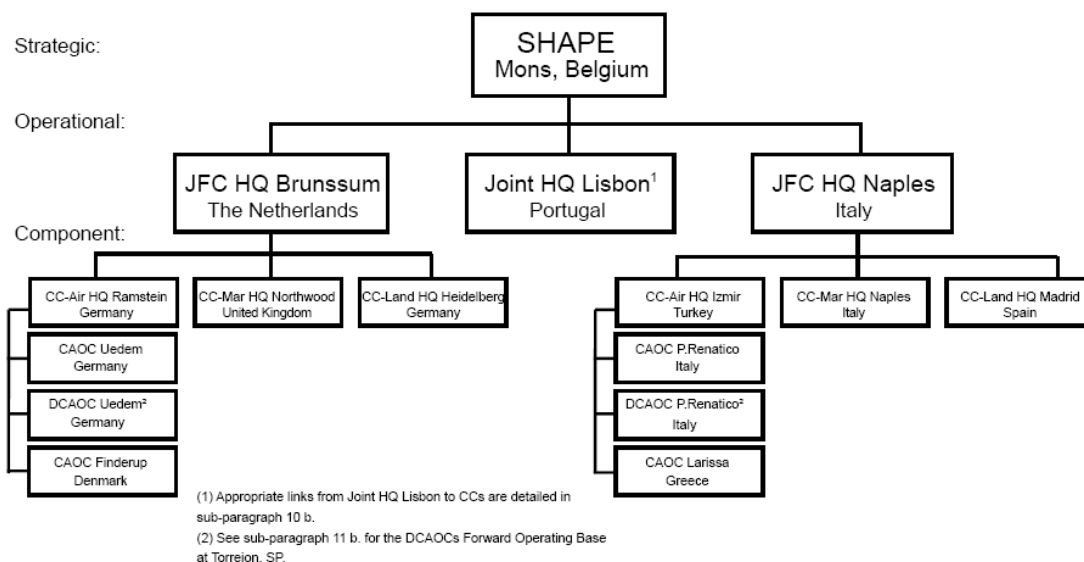 Strategic:
SHAPE
Mons, Belgium
Operational:
JFC HQ Brunssum
The Netherlands
Joint HQ Lisbon¹
Portugal
JFC HQ Naples
Italy
Component:
CC-Air HQ Ramstein
Germany
CC-Mar HQ Northwood
United Kingdom
CC-Land HQ Heidelberg
Germany
CC-Air HQ Izmir
Turkey
CC-Mar HQ Naples
Italy
CC-Land HQ Madrid
Spain
CAOC Uedem
Germany
DCAOC Uedem²
Germany
CAOC Finderup
Denmark
CAOC P.Renatico
Italy
DCAOC P.Renatico²
Italy
CAOC Larissa
Greece
(1) Appropriate links from Joint HQ Lisbon to CCs are detailed in
sub-paragraph 10 b.
(2) See sub-paragraph 11 b. for the DCAOCs Forward Operating Base
at Torrejon, SP.